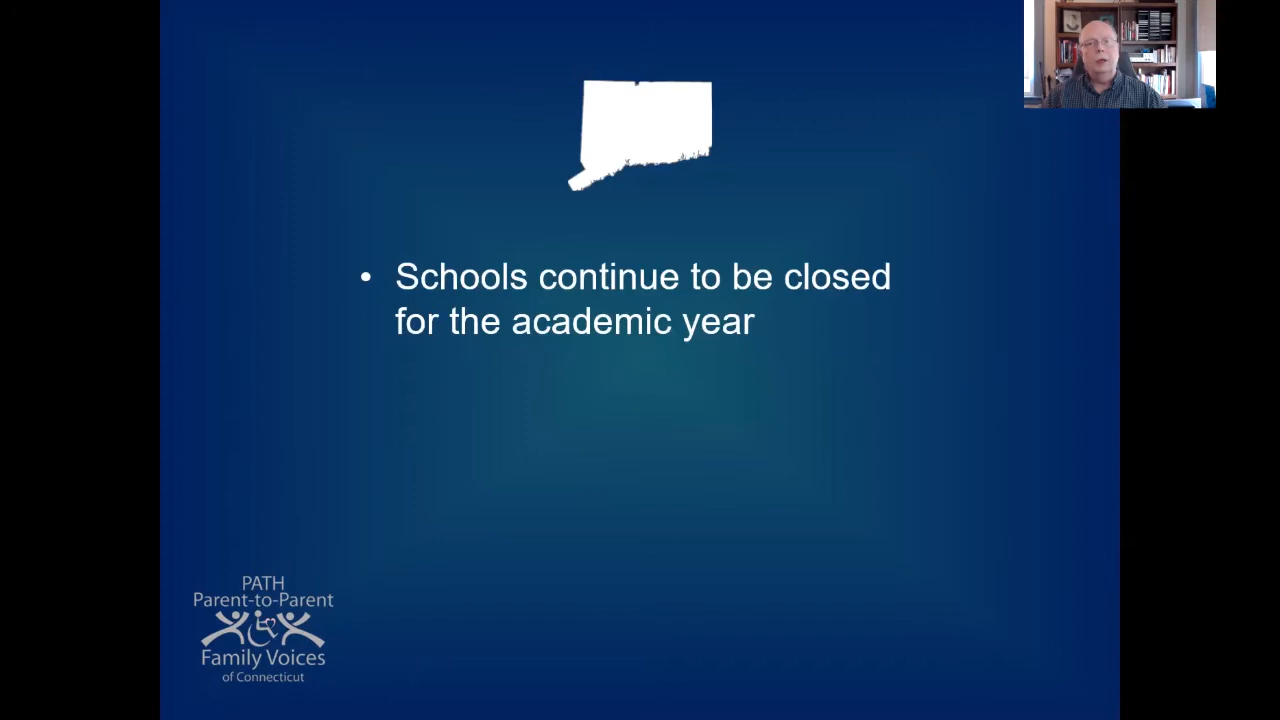 • Schools continue to be closed
for the academic year
PATH
Parent-to-Parent
Family Voices
of Connecticut